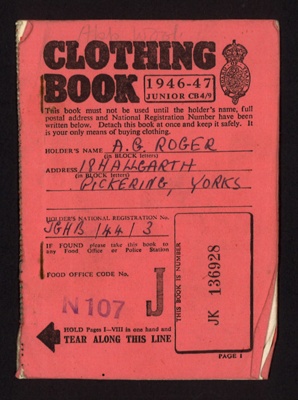 CLOTHING
BOOK
1946-47
JUNIOR CB4/9
This book must not be used until the holder's name, full
postal address and National Registration Number have been
written below. Detach this book at once and keep it safely. It
is your only means of buying clothing.
HOLDER'S NAME A.G. ROGER
(in BLOCK letters)
ADDRESS 18 HALLGARTH
(in BLOCK letters)
PICKERING, YORKS
HOLDER'S NATIONAL REGISTRATION No.
JGHB 144 3
IF FOUND please take this book to
any Food Office or Police Station
FOOD OFFICE CODE No.
N 107
J
THIS BOOK IS NUMBER
JK 136928
HOLD Pages I–VIII in one hand and
TEAR ALONG THIS LINE
PAGE I